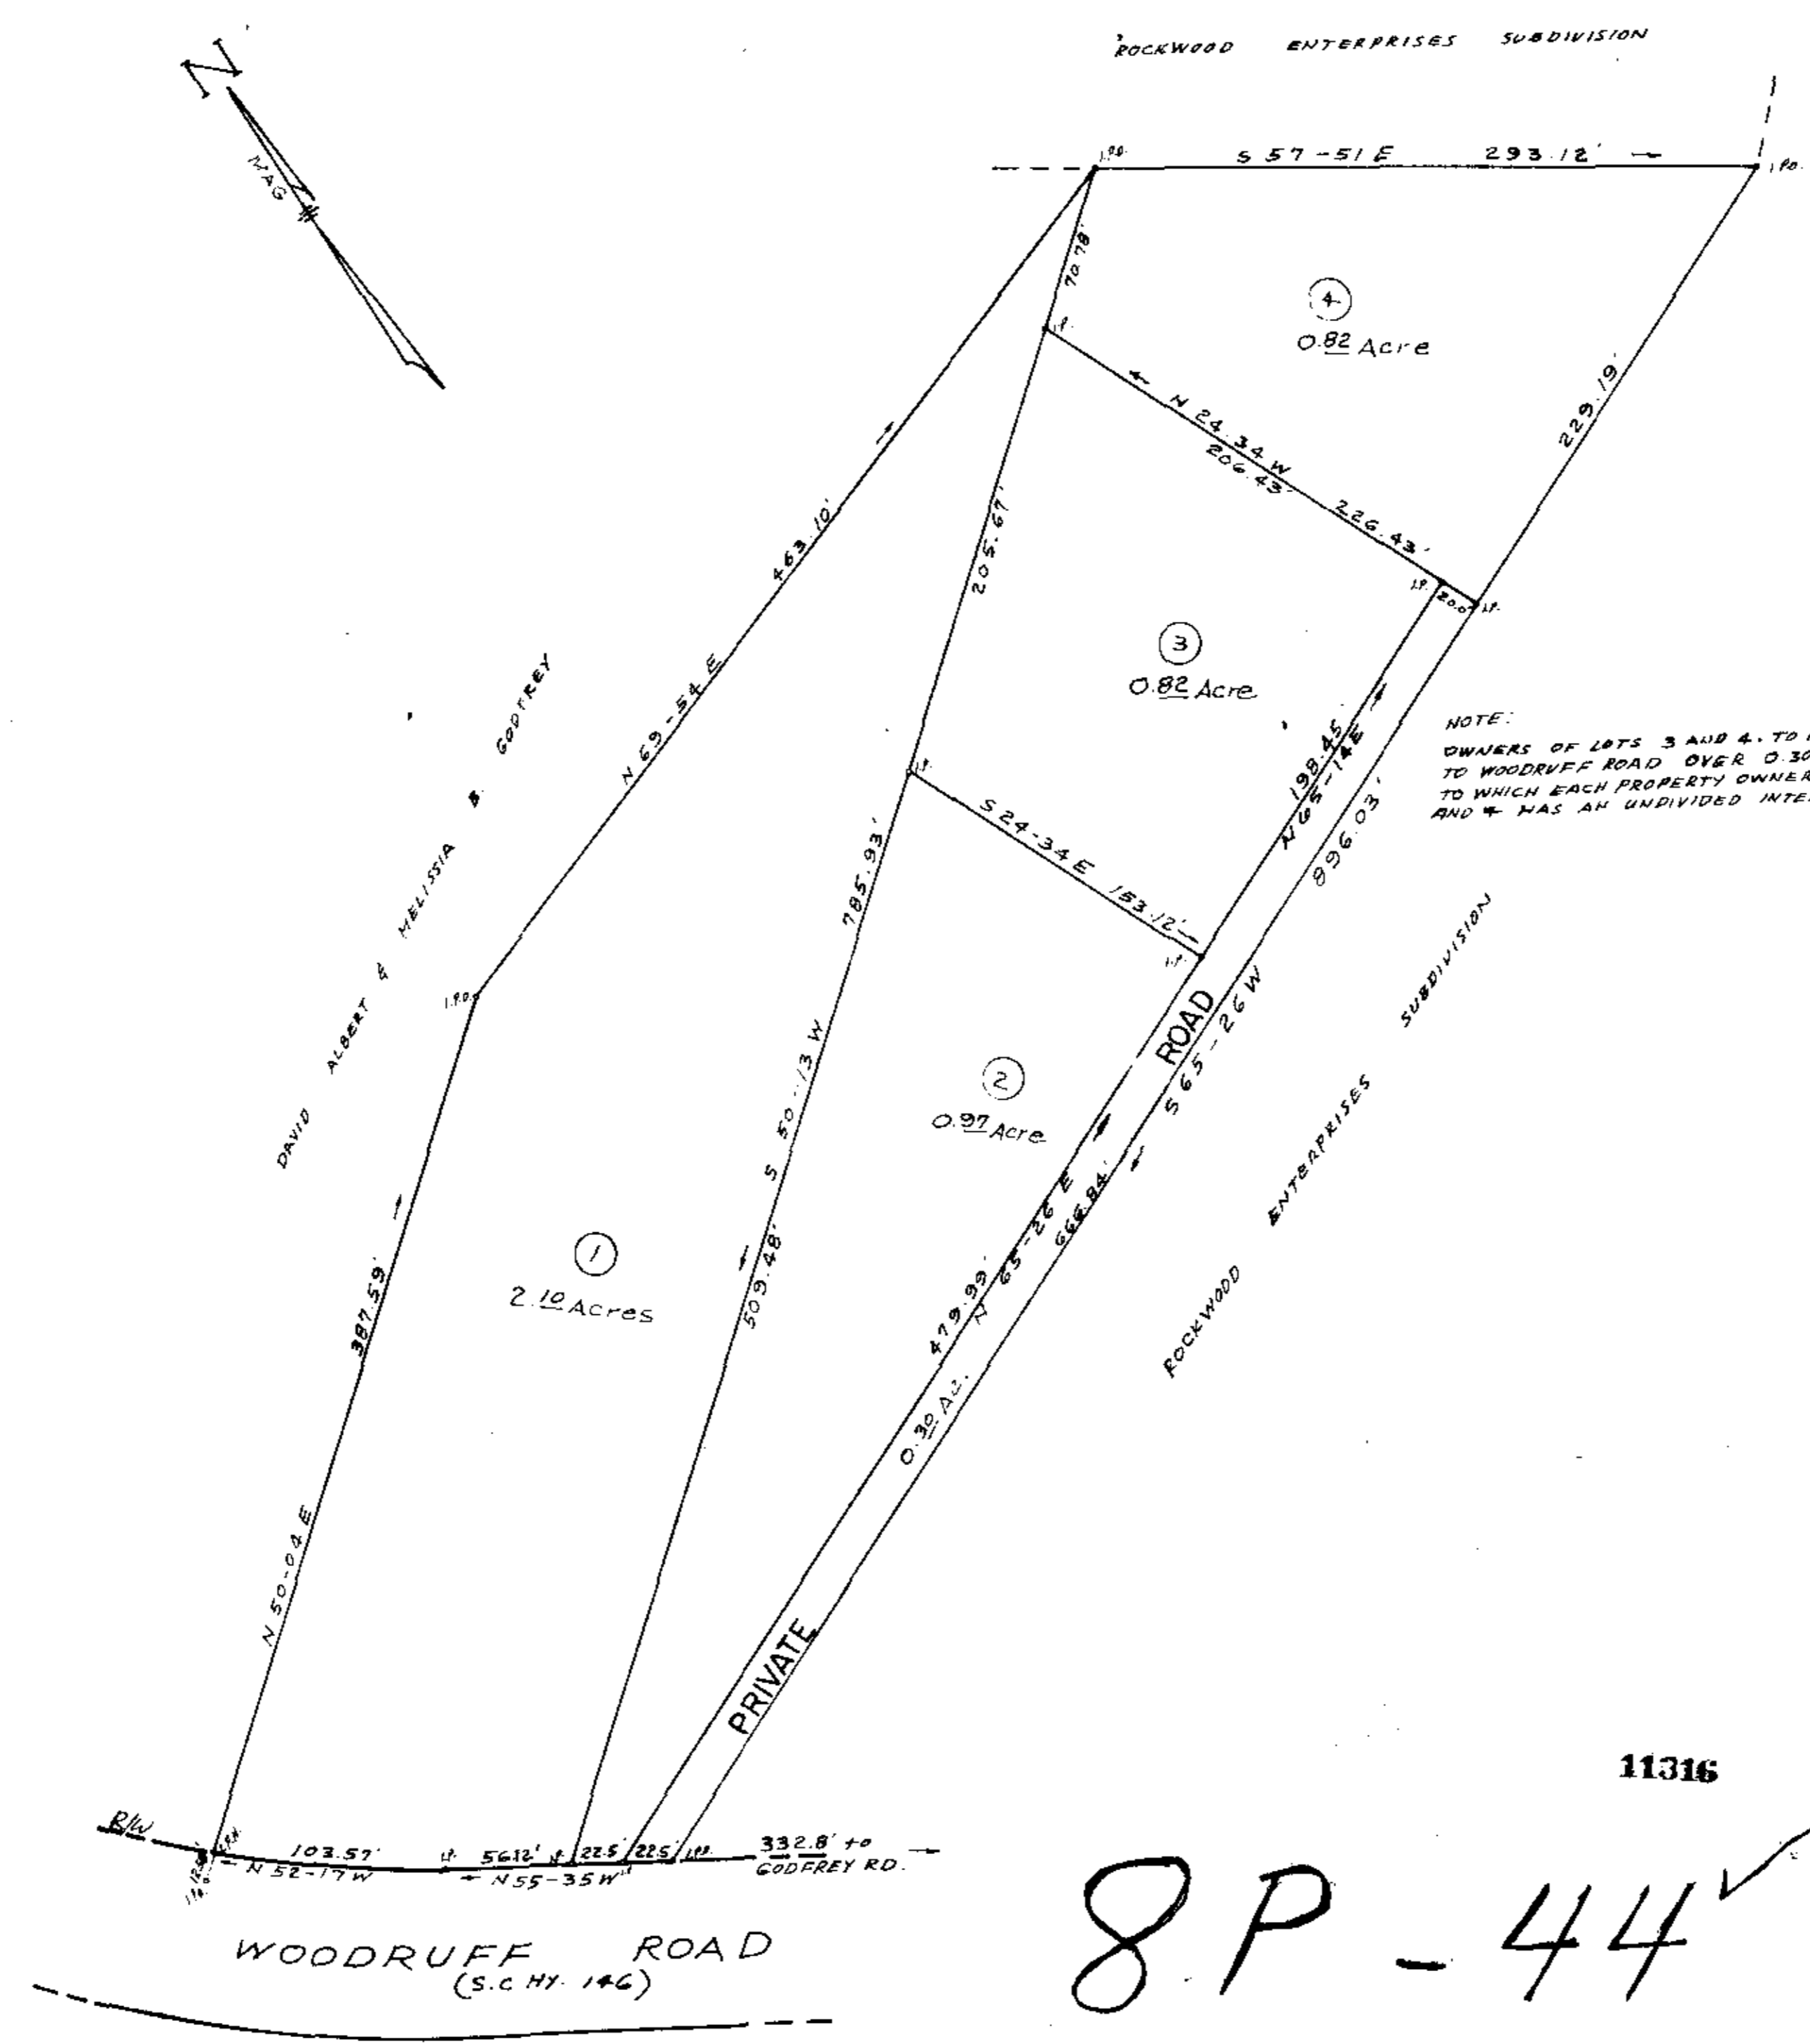 ROCKWOOD ENTERPRISES SUBDIVISION
N
MAG
I.P.O.
S 57-51 E 293.12'
I.P.O.
70.78'
I.P.
4
0.82 Acre
229.19'
N 24.34 W
206.43'
226.43'
I.P.
20.0'
I.P.
463.10'
N 69-54 E
205.67'
3
0.82 Acre
NOTE:
OWNERS OF LOTS 3 AND 4. TO
TO WOODRUFF ROAD OVER 0.30
TO WHICH EACH PROPERTY OWNER
AND 4 HAS AN UNDIVIDED
198.45'
N 65-14 E
896.03'
I.P.
S 24-34 E 153.12'
I.P.
785.93'
S 50-13 W
509.48'
DAVID ALBERT & MELISSIA B. GODFREY
I.P.O.
387.59'
N 50-04 E
2
0.97 Acre
1
2.10 Acres
ROAD
S 65-26 W
666.84'
479.99'
N 65-26 E
0.30 Ac.
PRIVATE
ROCKWOOD ENTERPRISES SUBDIVISION
11316
R/W
103.57'
N 52-17 W
I.P.
56.12'
I.P.
22.5'
22.5'
I.P.O.
N 55-35 W
332.8' to
GODFREY RD.
WOODRUFF ROAD
(S.C HY. 146)
8P - 44